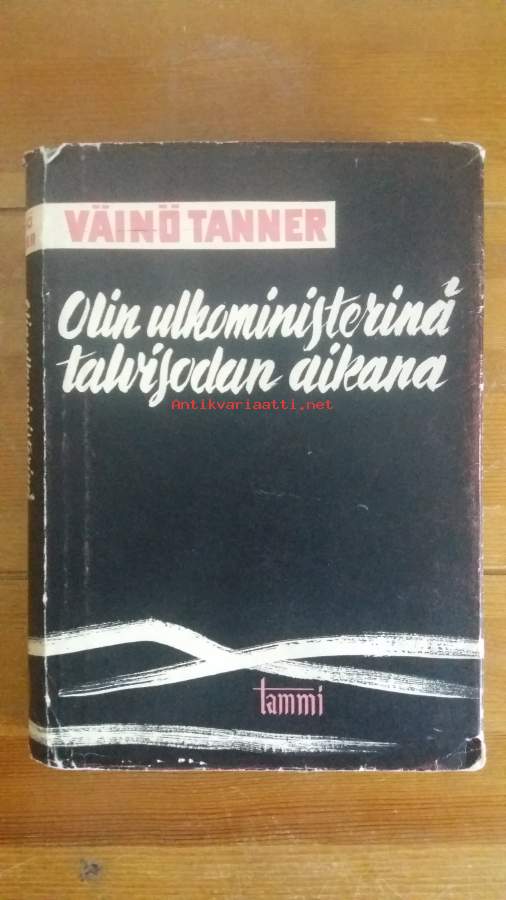 VÄINÖ TANNER
Olin ulkoministerinä
talvisodan aikana
Antikvariaatti.net
tammi